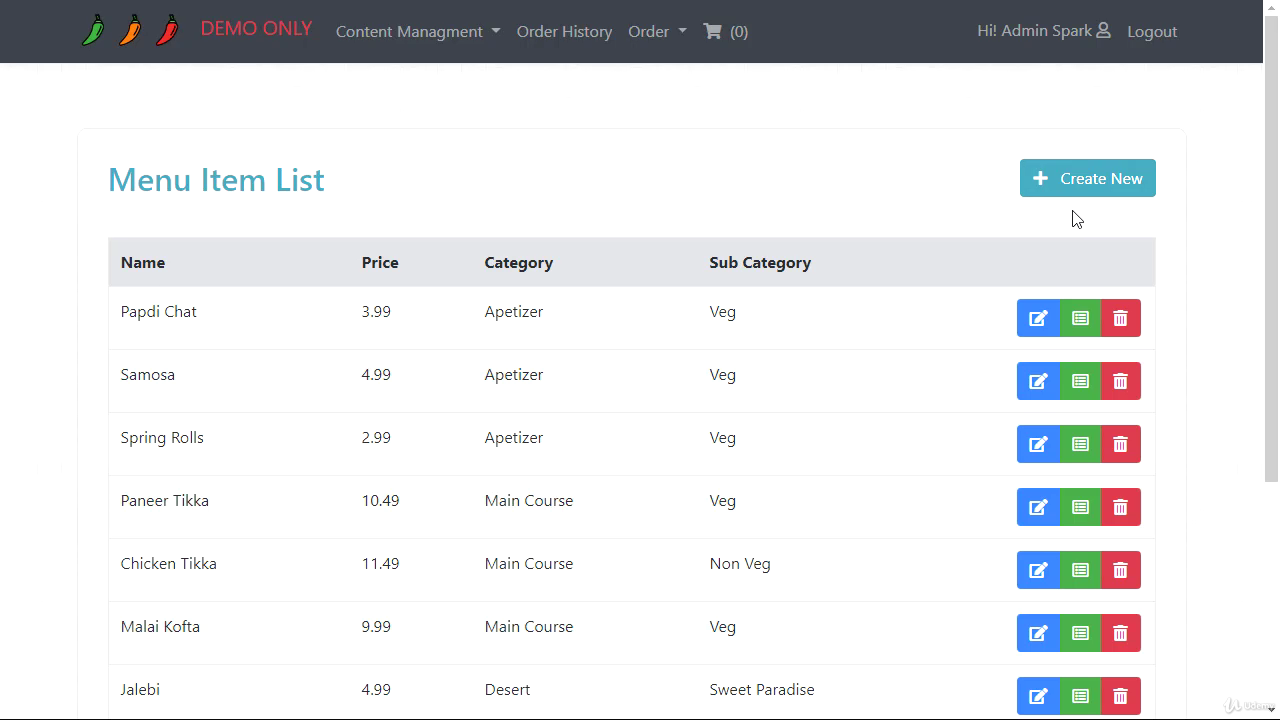 DEMO ONLY Content Managment Order History Order (0) Hi! Admin Spark Logout
Menu Item List Create New
Name Price Category Sub Category
Papdi Chat 3.99 Apetizer Veg
Samosa 4.99 Apetizer Veg
Spring Rolls 2.99 Apetizer Veg
Paneer Tikka 10.49 Main Course Veg
Chicken Tikka 11.49 Main Course Non Veg
Malai Kofta 9.99 Main Course Veg
Jalebi 4.99 Desert Sweet Paradise
Udemy